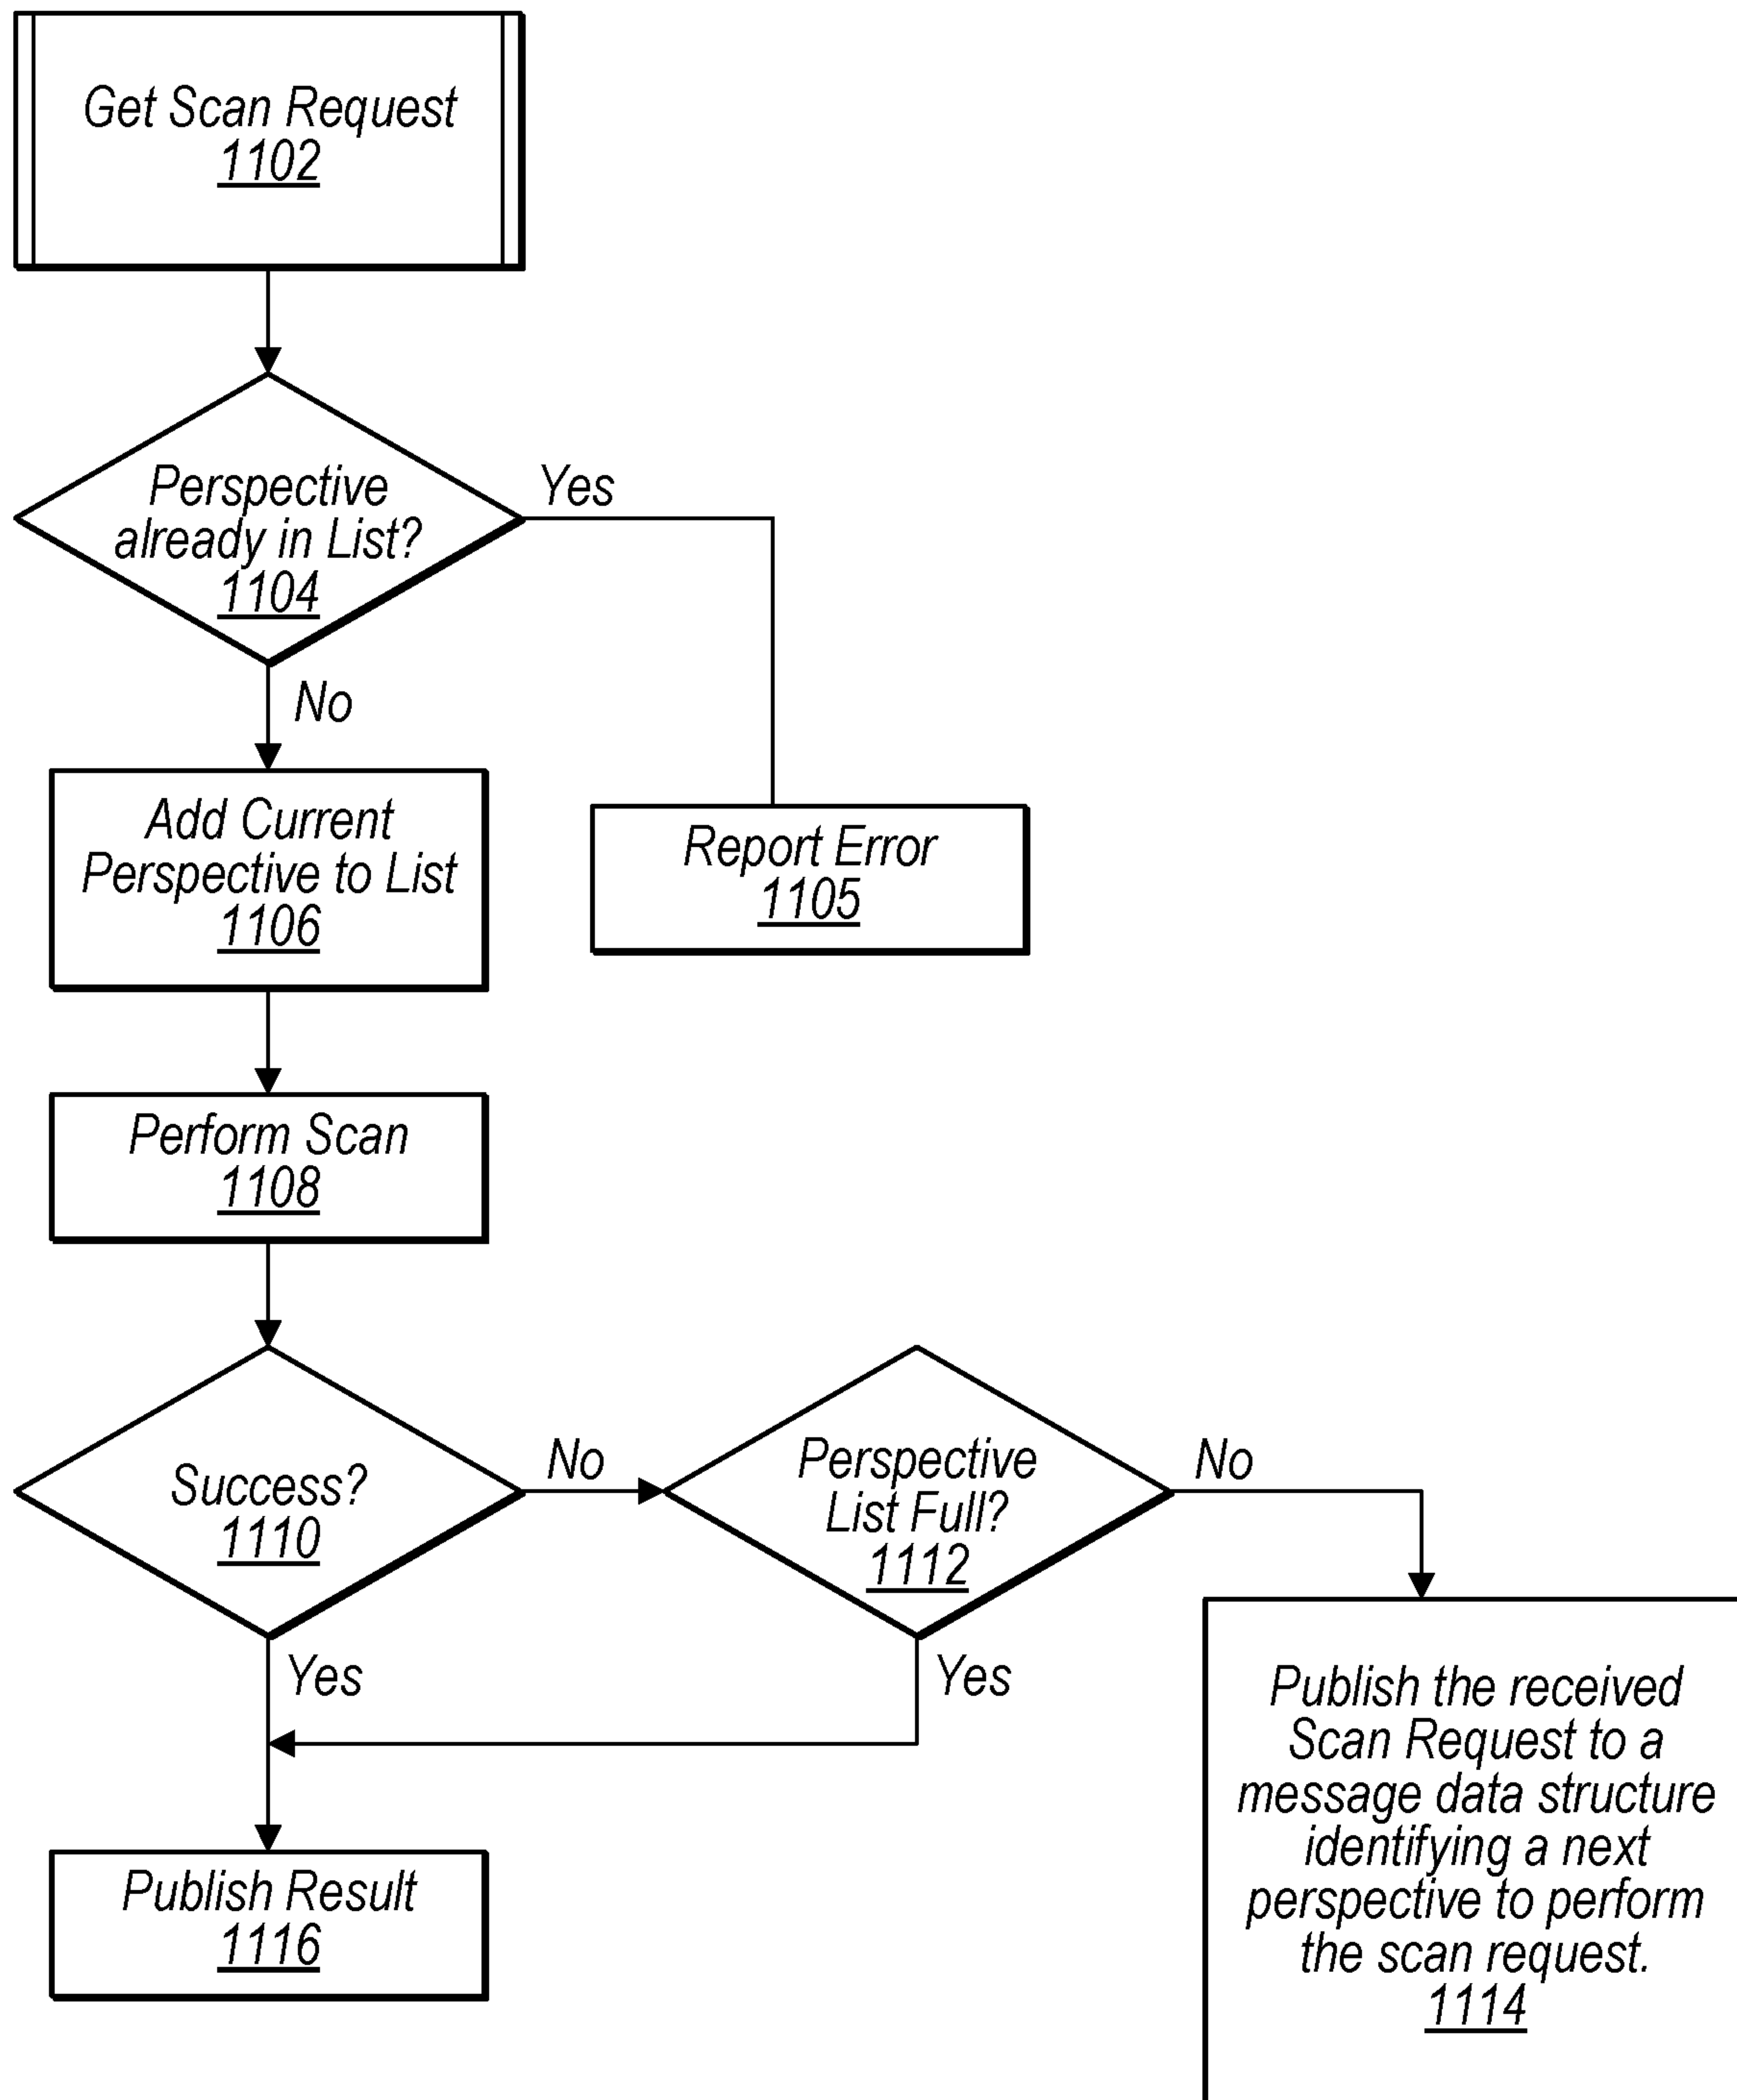 Get Scan Request
1102
Perspective
already in List?
1104
Yes
No
Add Current
Perspective to List
1106
Report Error
1105
Perform Scan
1108
Success?
1110
No
Perspective
List Full?
1112
No
Yes
Yes
Publish the received
Scan Request to a
message data structure
identifying a next
perspective to perform
the scan request.
1114
Publish Result
1116